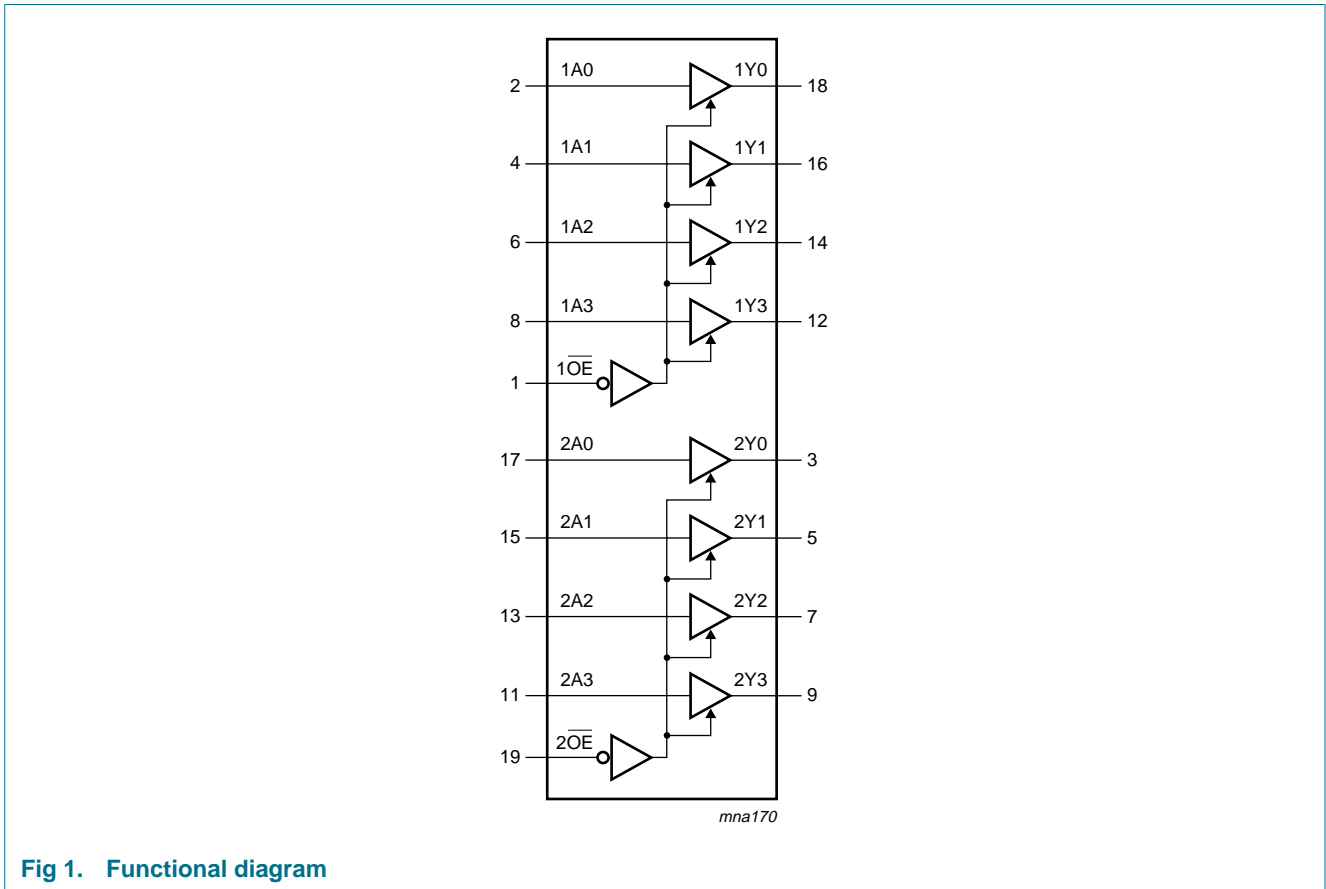 2 1A0 1Y0 18
4 1A1 1Y1 16
6 1A2 1Y2 14
8 1A3 1Y3 12
1 1O̅E̅
17 2A0 2Y0 3
15 2A1 2Y1 5
13 2A2 2Y2 7
11 2A3 2Y3 9
19 2O̅E̅
mna170
Fig 1. Functional diagram